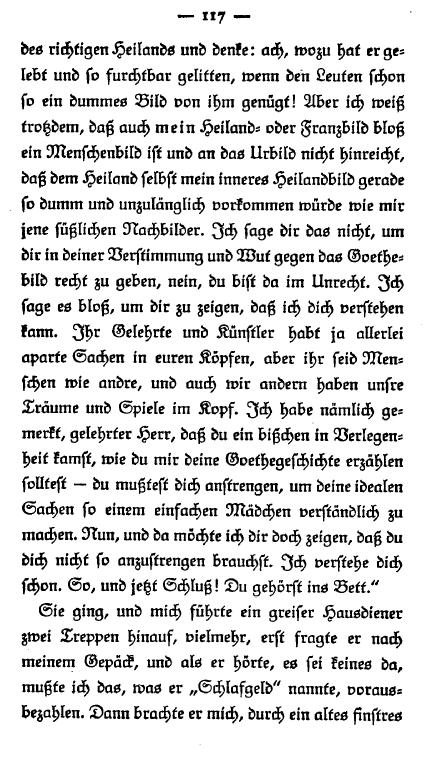 — 117 —
des richtigen Heilands und denke: ach, wozu hat er ge-
lebt und so furchtbar gelitten, wenn den Leuten schon
so ein dummes Bild von ihm genügt! Aber ich weiß
trotzdem, daß auch mein Heiland- oder Franzbild bloß
ein Menschenbild ist und an das Urbild nicht hinreicht,
daß dem Heiland selbst mein inneres Heilandbild gerade
so dumm und unzulänglich vorkommen würde wie mir
jene süßlichen Nachbilder. Ich sage dir das nicht, um
dir in deiner Verstimmung und Wut gegen das Goethe-
bild recht zu geben, nein, du bist da im Unrecht. Ich
sage es bloß, um dir zu zeigen, daß ich dich verstehen
kann. Ihr Gelehrte und Künstler habt ja allerlei
aparte Sachen in euren Köpfen, aber ihr seid Men-
schen wie andre, und auch wir andern haben unsre
Träume und Spiele im Kopf. Ich habe nämlich ge-
merkt, gelehrter Herr, daß du ein bißchen in Verlegen-
heit kamst, wie du mir deine Goethegeschichte erzählen
solltest — du mußtest dich anstrengen, um deine idealen
Sachen so einem einfachen Mädchen verständlich zu
machen. Nun, und da möchte ich dir doch zeigen, daß du
dich nicht so anzustrengen brauchst. Ich verstehe dich
schon. So, und jetzt Schluß! Du gehörst ins Bett.“
Sie ging, und mich führte ein greiser Hausdiener
zwei Treppen hinauf, vielmehr, erst fragte er nach
meinem Gepäck, und als er hörte, es sei keines da,
mußte ich das, was er „Schlafgeld“ nannte, voraus-
bezahlen. Dann brachte er mich, durch ein altes finstres